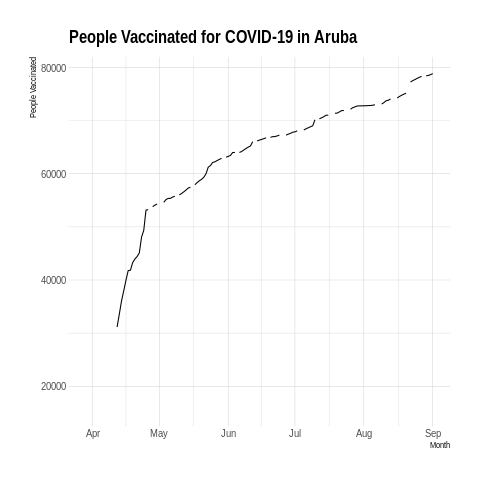 People Vaccinated for COVID-19 in Aruba
People Vaccinated
80000
60000
40000
20000
Apr May Jun Jul Aug Sep
Month